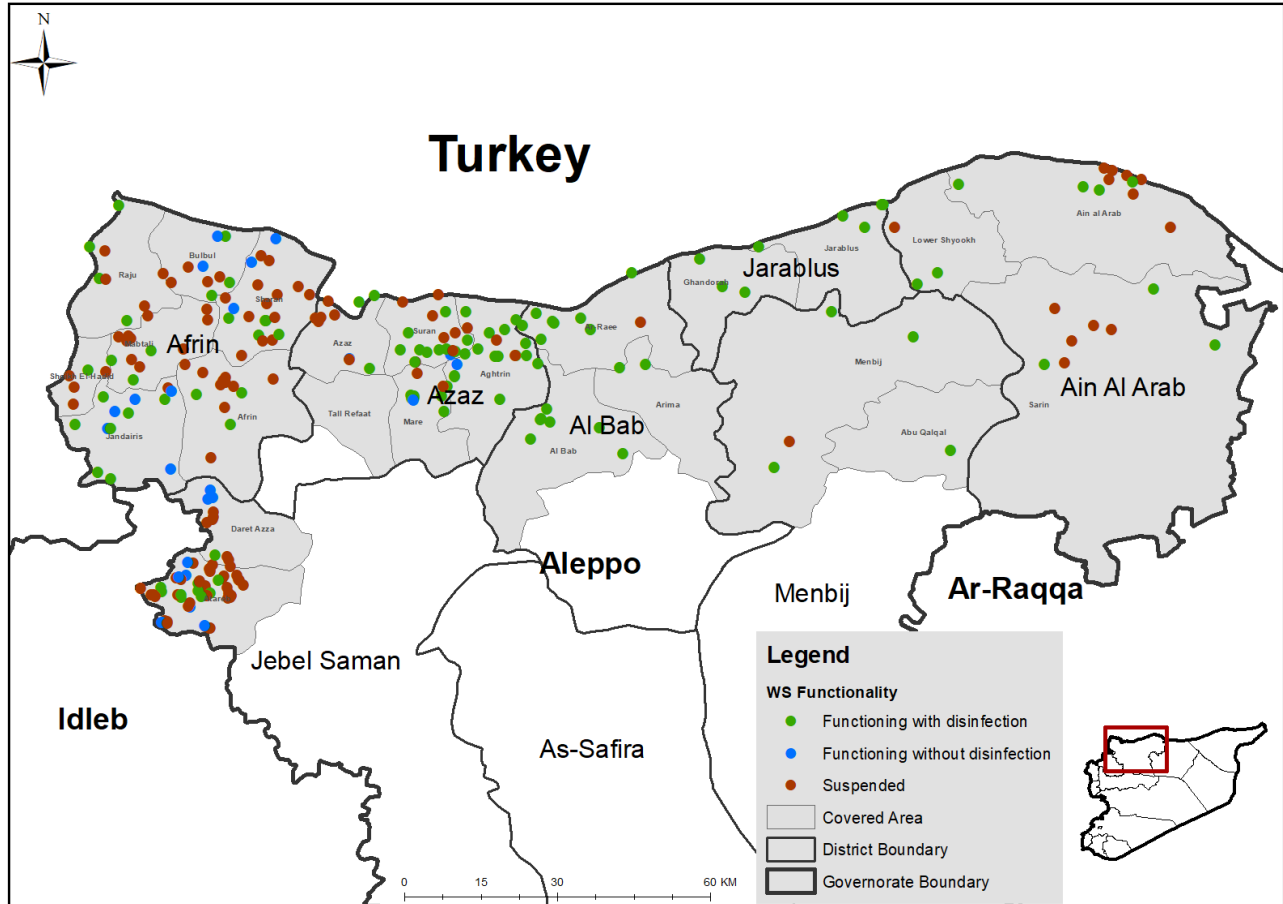 N
Turkey
Ain al Arab
Lower Shyookh
Jarablus
Bulbul
Jarablus
Raju
Ghandorah
Sharan
Al-Raee
Suran
Azaz
Afrin
Menbij
Aghtrin
Ain Al Arab
Azaz
Arima
Sarin
Tall Refaat
Afrin
Mare
Al Bab
Abu Qalqal
Jandairis
Al Bab
Daret Azza
Aleppo
Menbij
Ar-Raqqa
Jebel Saman
Idleb
As-Safira
Legend
WS Functionality
Functioning with disinfection
Functioning without disinfection
Suspended
Covered Area
District Boundary
Governorate Boundary
0 15 30 60 KM